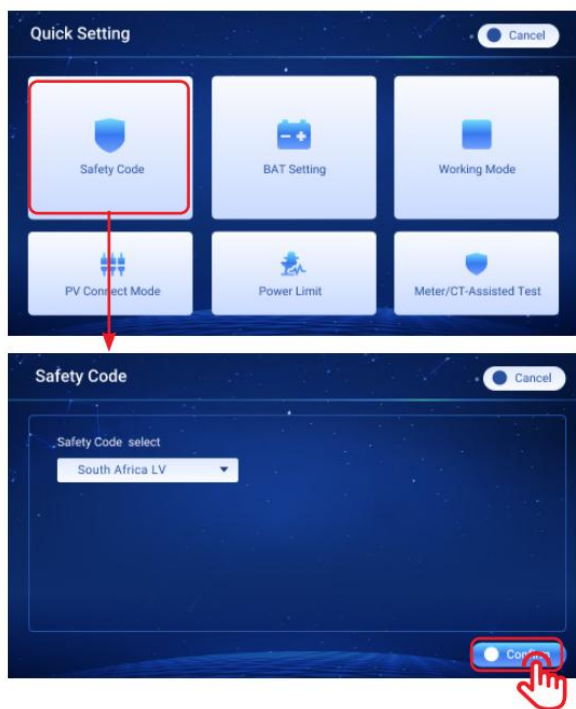 Quick Setting
Cancel
Safety Code
BAT Setting
Working Mode
PV Connect Mode
Power Limit
Meter/CT-Assisted Test
Safety Code
Cancel
Safety Code select
South Africa LV
Confirm